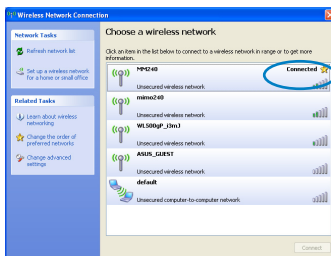 Wireless Network Connection
Network Tasks
Refresh network list
Set up a wireless network
for a home or small office
Related Tasks
Learn about wireless
networking
Change the order of
preferred networks
Change advanced
settings
Choose a wireless network
Click an item in the list below to connect to a wireless network in range or to get more
information.
MM240
Connected
Unsecured wireless network
mimo240
Unsecured wireless network
WL500gP_i3mJ
Unsecured wireless network
ASUS_GUEST
Unsecured wireless network
default
Unsecured computer-to-computer network
Connect